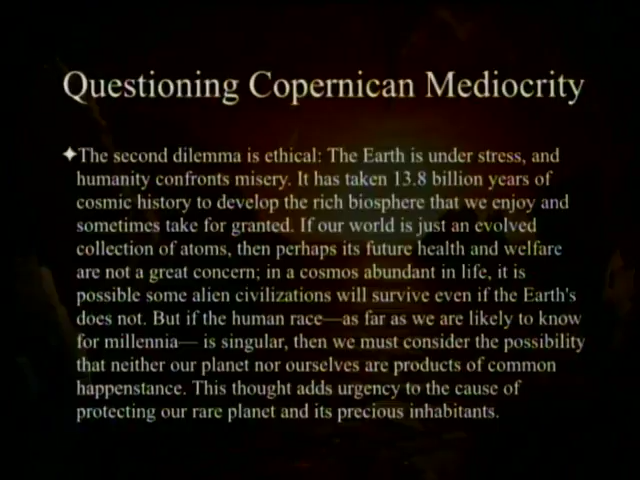 Questioning Copernican Mediocrity
✦The second dilemma is ethical: The Earth is under stress, and
humanity confronts misery. It has taken 13.8 billion years of
cosmic history to develop the rich biosphere that we enjoy and
sometimes take for granted. If our world is just an evolved
collection of atoms, then perhaps its future health and welfare
are not a great concern; in a cosmos abundant in life, it is
possible some alien civilizations will survive even if the Earth's
does not. But if the human race—as far as we are likely to know
for millennia— is singular, then we must consider the possibility
that neither our planet nor ourselves are products of common
happenstance. This thought adds urgency to the cause of
protecting our rare planet and its precious inhabitants.